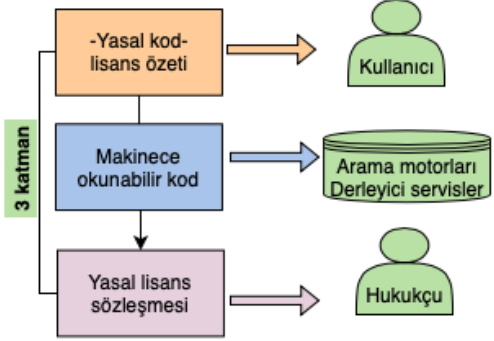 -Yasal kod-
lisans özeti
Kullanıcı
3 katman
Makinece
okunabilir kod
Arama motorları
Derleyici servisler
Yasal lisans
sözleşmesi
Hukukçu